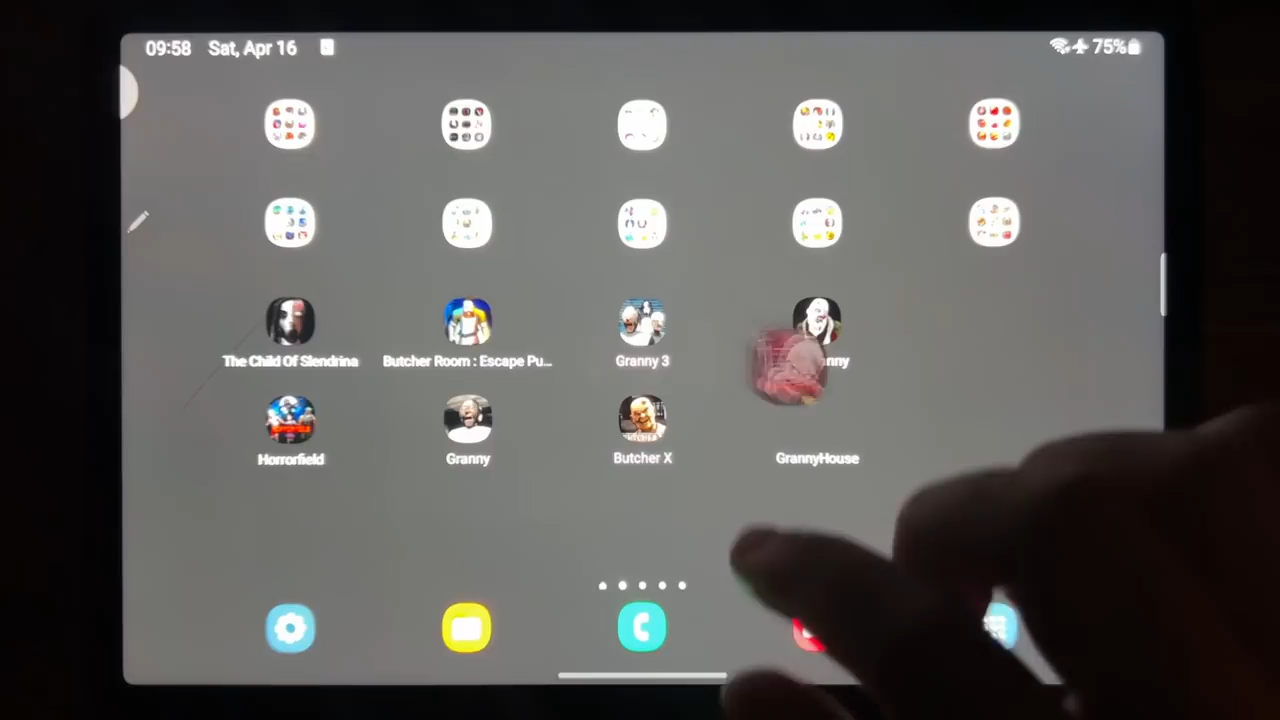 09:58 Sat, Apr 16 75%
The Child Of Slendrina Butcher Room : Escape Pu... Granny 3 nny
Horrorfield Granny Butcher X GrannyHouse